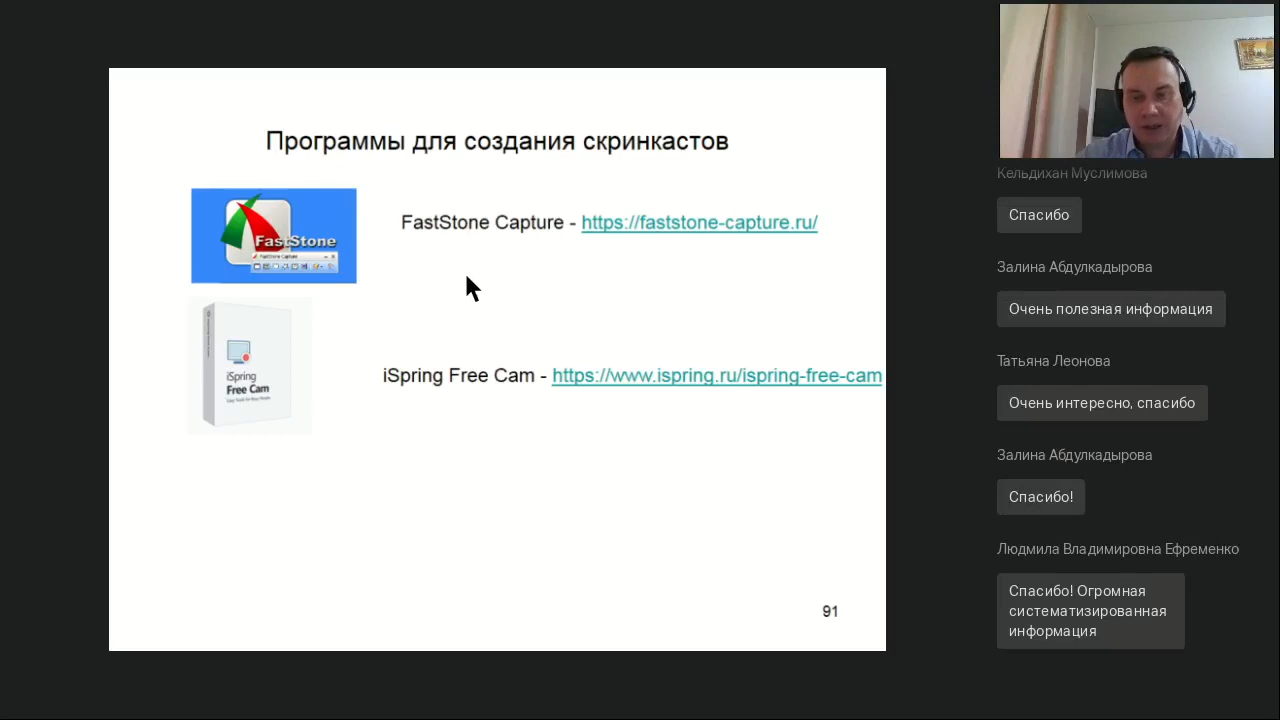 Программы для создания скринкастов
FastStone
FastStone Capture
FastStone Capture - https://faststone-capture.ru/
iSpring
Free Cam
iSpring Free Cam - https://www.ispring.ru/ispring-free-cam
91
Кельдихан Муслимова
Спасибо
Залина Абдулкадырова
Очень полезная информация
Татьяна Леонова
Очень интересно, спасибо
Залина Абдулкадырова
Спасибо!
Людмила Владимировна Ефременко
Спасибо! Огромная
систематизированная
информация